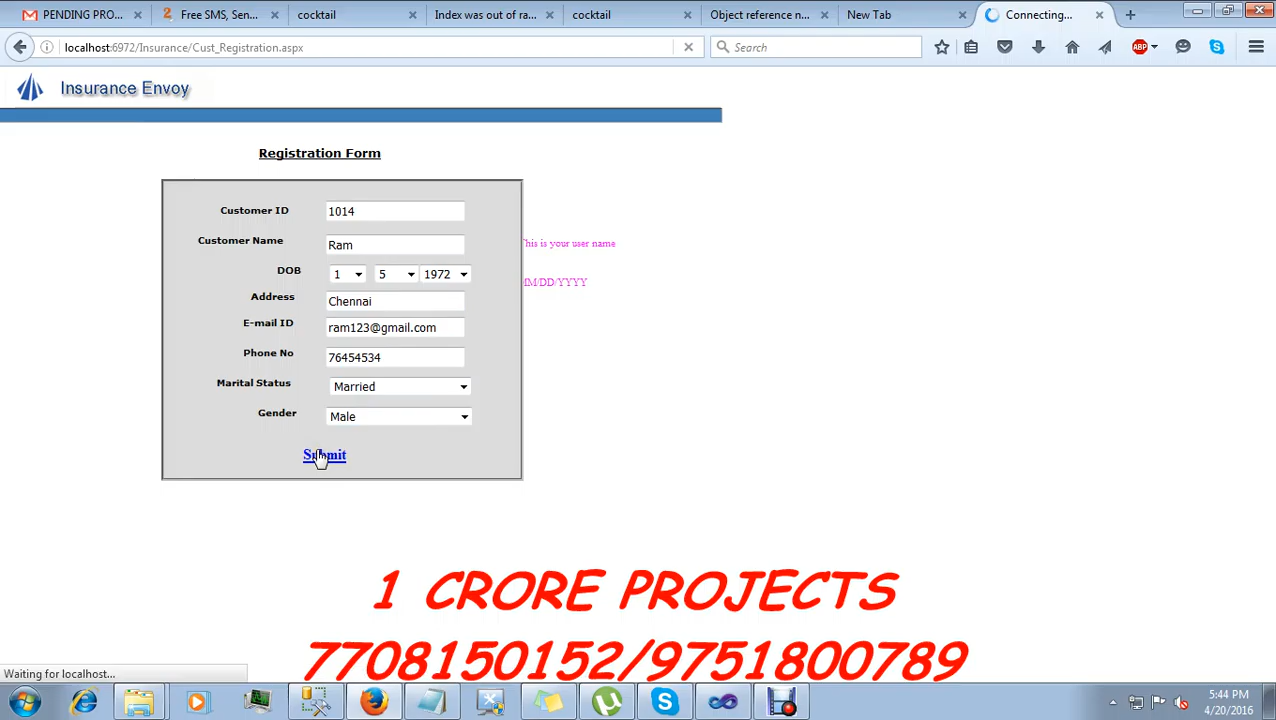 PENDING PRO...
Free SMS, Sen...
cocktail
Index was out of ra...
cocktail
Object reference n...
New Tab
Connecting...
localhost:6972/Insurance/Cust_Registration.aspx
Search
ABP
Insurance Envoy
Registration Form
Customer ID 1014
Customer Name Ram
This is your user name
DOB 1 5 1972
MM/DD/YYYY
Address Chennai
E-mail ID ram123@gmail.com
Phone No 76454534
Marital Status Married
Gender Male
Submit
1 CRORE PROJECTS
7708150152/9751800789
Waiting for localhost...
5:44 PM
4/20/2016